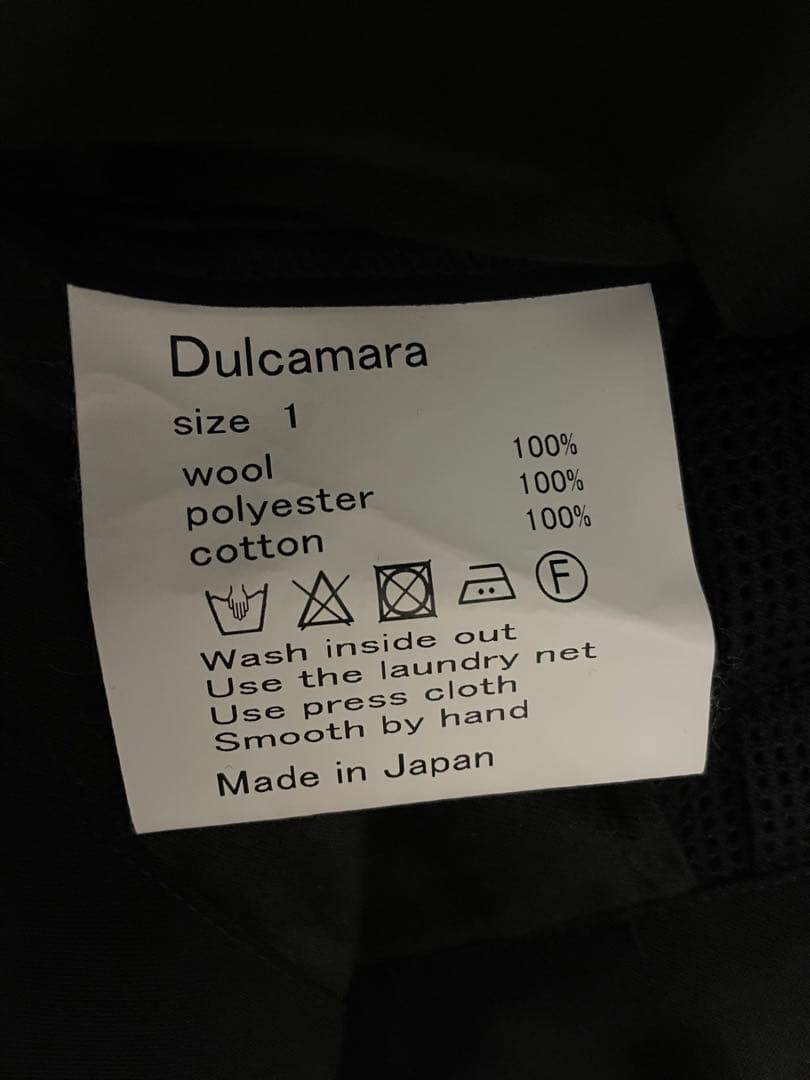 Dulcamara
size 1
wool 100%
polyester 100%
cotton 100%
F
Wash inside out
Use the laundry net
Use press cloth
Smooth by hand
Made in Japan